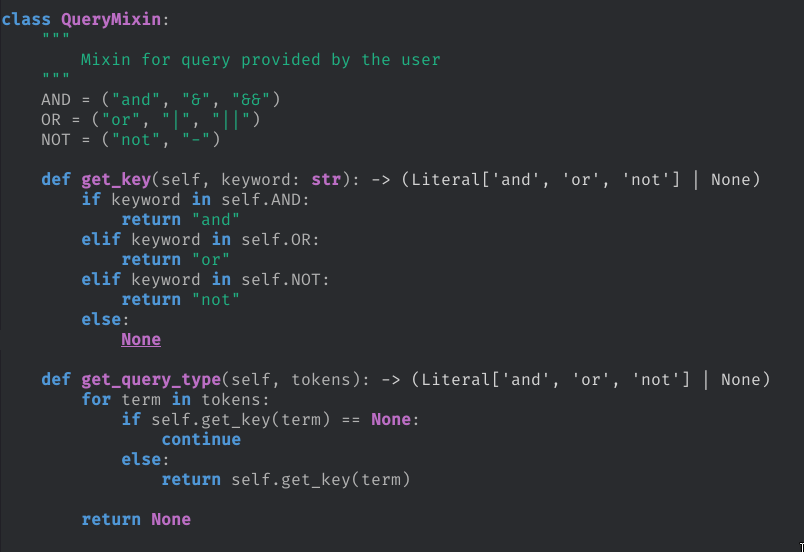 class QueryMixin:
    """
        Mixin for query provided by the user
    """
    AND = ("and", "&", "&&")
    OR = ("or", "|", "||")
    NOT = ("not", "-")

    def get_key(self, keyword: str): -> (Literal['and', 'or', 'not'] | None)
        if keyword in self.AND:
            return "and"
        elif keyword in self.OR:
            return "or"
        elif keyword in self.NOT:
            return "not"
        else:
            None

    def get_query_type(self, tokens): -> (Literal['and', 'or', 'not'] | None)
        for term in tokens:
            if self.get_key(term) == None:
                continue
            else:
                return self.get_key(term)

        return None